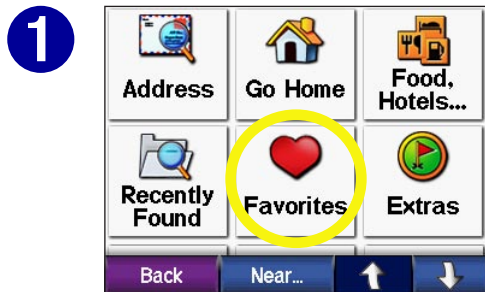 1
Address
Go Home
Food,
Hotels...
Recently
Found
Favorites
Extras
Back
Near...